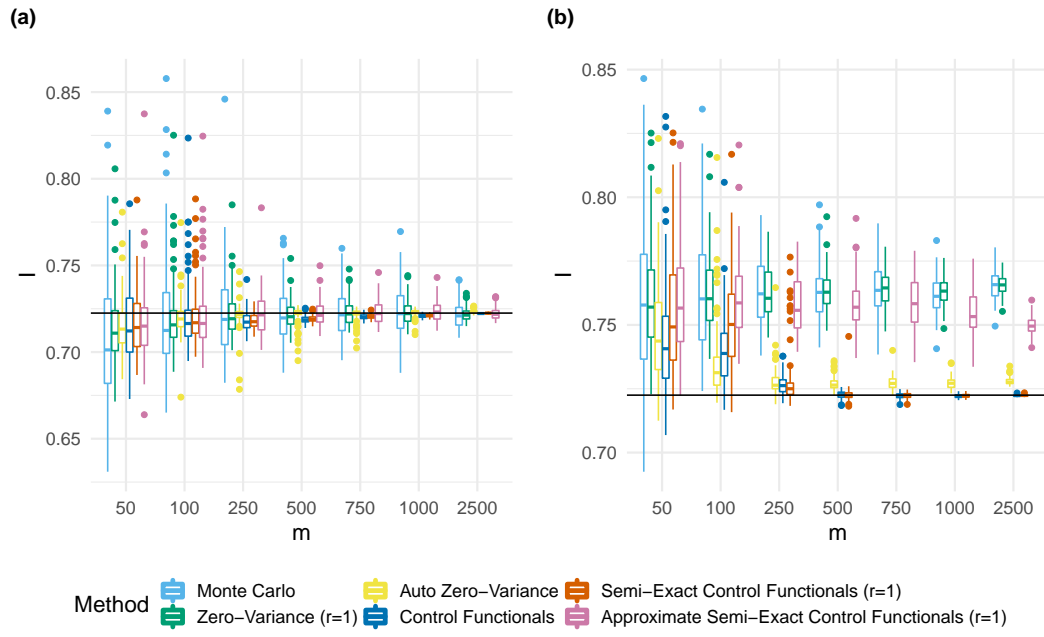 (a)
(b)
0.85
0.80
0.75
0.70
0.65
I
50 100 250 500 750 1000 2500
m
0.85
0.80
0.75
0.70
I
50 100 250 500 750 1000 2500
m
Method
Monte Carlo
Zero−Variance (r=1)
Auto Zero−Variance
Control Functionals
Semi−Exact Control Functionals (r=1)
Approximate Semi−Exact Control Functionals (r=1)